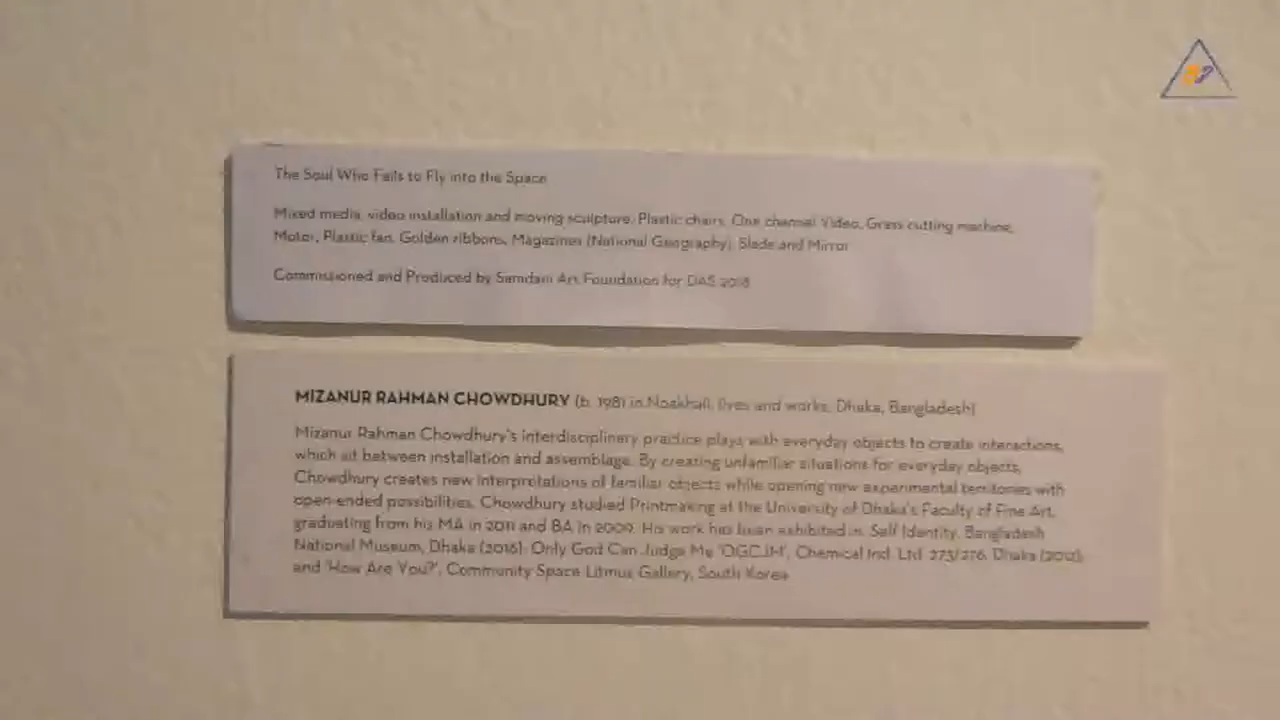 The Soul Who Fails to Fly into the Space
Mixed media, video installation and moving sculpture, Plastic chairs, One channel Video, Grass cutting machine,
Motor, Plastic fan, Golden ribbons, Magazines (National Geography), Slade and Mirror
Commissioned and Produced by Samdani Art Foundation for DAS 2018
MIZANUR RAHMAN CHOWDHURY (b. 1981 in Noakhali, lives and works, Dhaka, Bangladesh)
Mizanur Rahman Chowdhury's interdisciplinary practice plays with everyday objects to create interactions,
which sit between installation and assemblage. By creating unfamiliar situations for everyday objects,
Chowdhury creates new interpretations of familiar objects while opening new experimental territories with
open-ended possibilities. Chowdhury studied Printmaking at the University of Dhaka's Faculty of Fine Art,
graduating from his MA in 2011 and BA in 2009. His work has been exhibited in, Self Identity, Bangladesh
National Museum, Dhaka (2016); Only God Can Judge Me 'OGCJM', Chemical Ind. Ltd. 273/276, Dhaka (2012);
and 'How Are You?', Community Space Litmus Gallery, South Korea